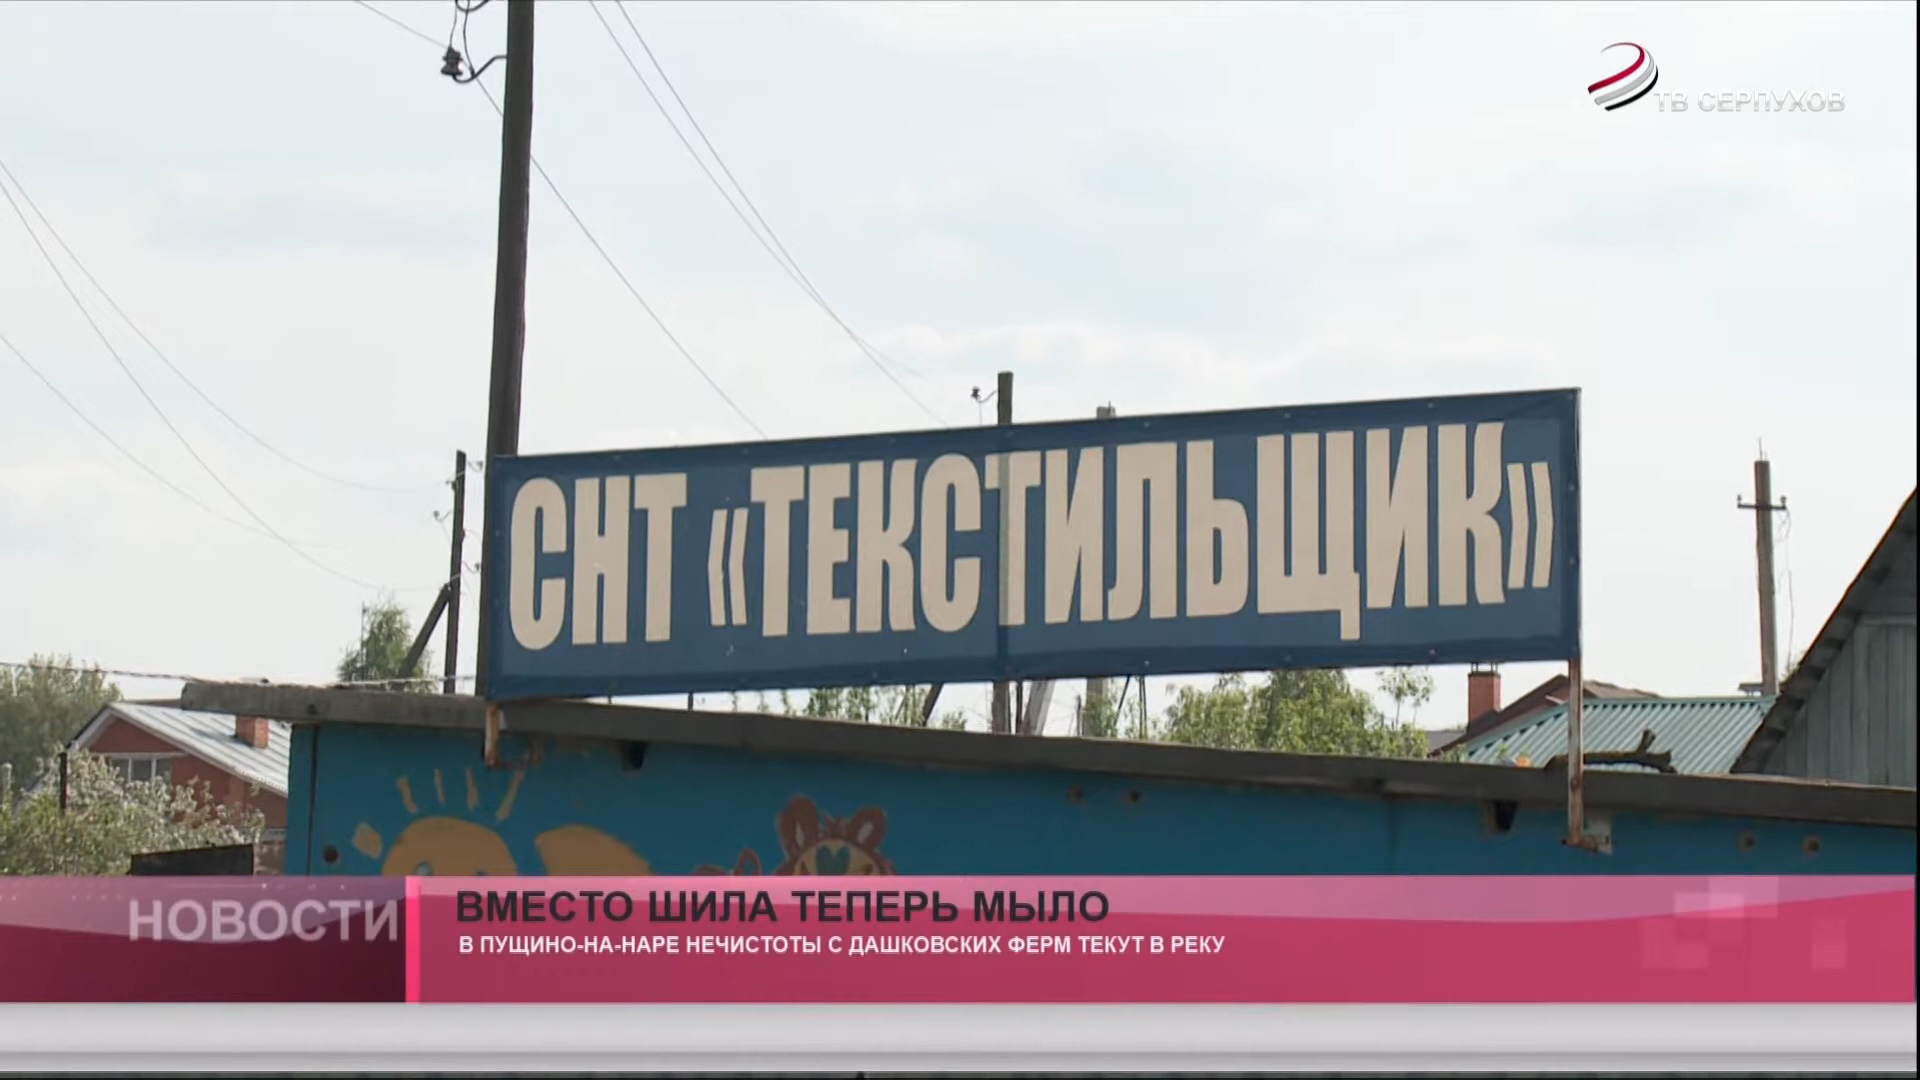 ТВ СЕРПУХОВ
СНТ «ТЕКСТИЛЬЩИК»
НОВОСТИ
ВМЕСТО ШИЛА ТЕПЕРЬ МЫЛО
В ПУЩИНО-НА-НАРЕ НЕЧИСТОТЫ С ДАШКОВСКИХ ФЕРМ ТЕКУТ В РЕКУ